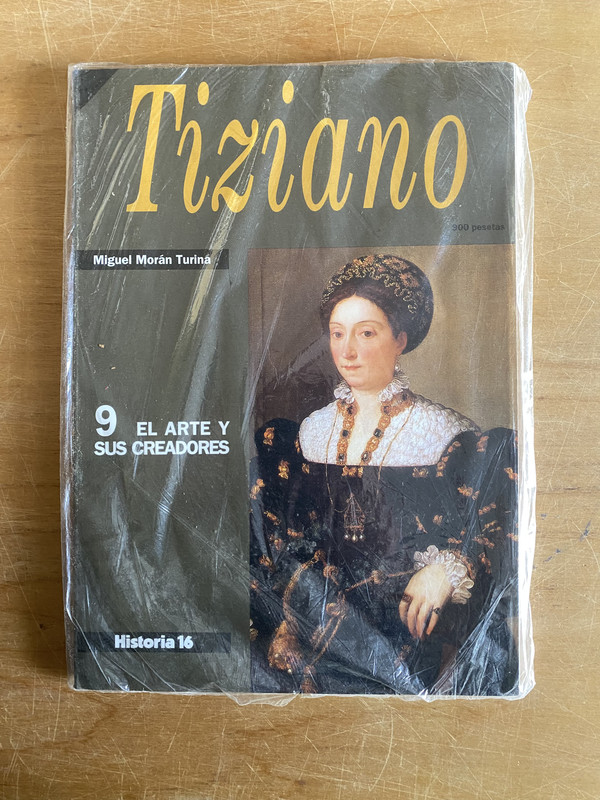 Tiziano
900 pesetas
Miguel Morán Turina
9 EL ARTE Y
SUS CREADORES
Historia 16